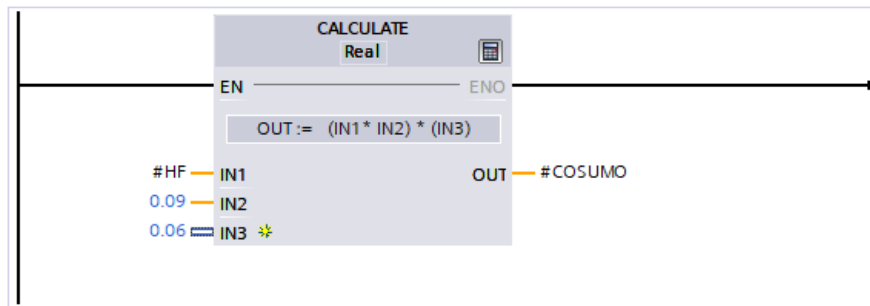 CALCULATE
Real
EN ENO
OUT := (IN1* IN2) * (IN3)
#HF IN1 OUT #COSUMO
0.09 IN2
0.06 IN3